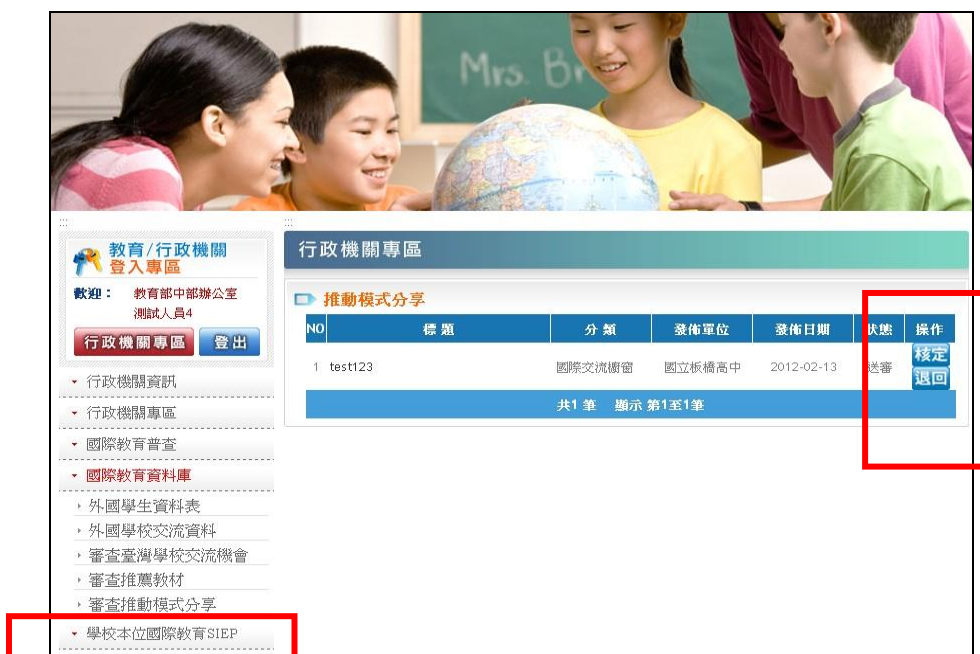 Mrs. Br
教育/行政機關
登入專區
歡迎： 教育部中部辦公室
測試人員4
行政機關專區 登出
行政機關資訊
行政機關專區
國際教育普查
國際教育資料庫
外國學生資料表
外國學校交流資料
審查臺灣學校交流機會
審查推薦教材
審查推動模式分享
學校本位國際教育SIEP
行政機關專區
推動模式分享
NO 標題 分類 發佈單位 發佈日期 狀態 操作
1 test123 國際交流櫥窗 國立板橋高中 2012-02-13 送審 核定
退回
共1 筆 顯示 第1至1筆